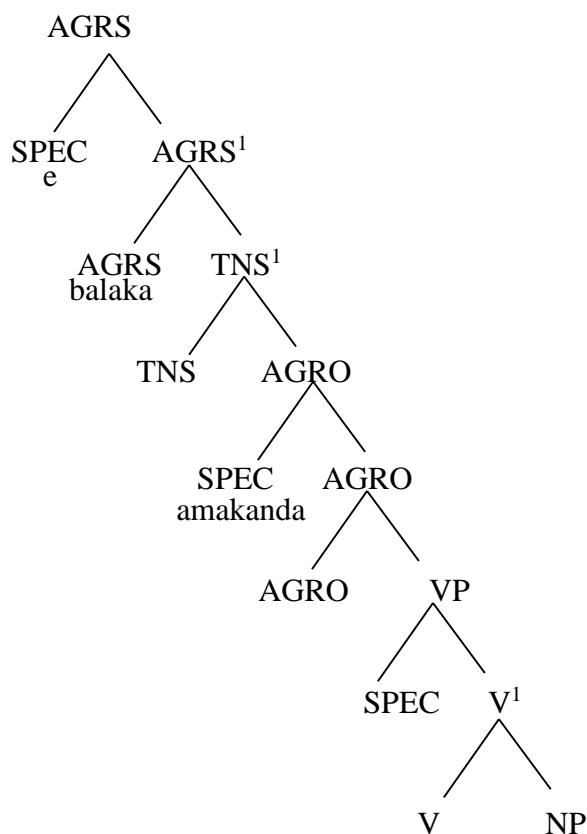 AGRS
SPEC AGRS¹
e
AGRS TNS¹
balaka
TNS AGRO
SPEC AGRO
amakanda
AGRO VP
SPEC V¹
V NP